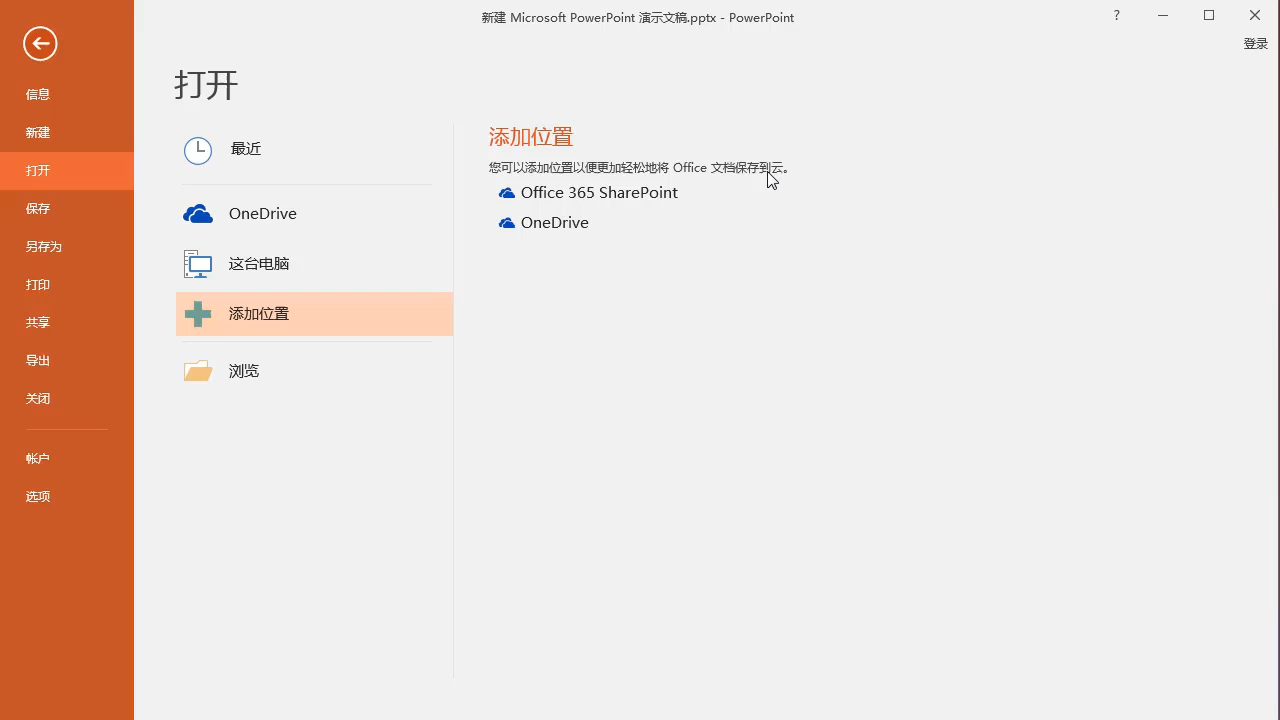 新建 Microsoft PowerPoint 演示文稿.pptx - PowerPoint
?
登录
信息
新建
打开
保存
另存为
打印
共享
导出
关闭
帐户
选项
打开
最近
OneDrive
这台电脑
添加位置
浏览
添加位置
您可以添加位置以便更加轻松地将 Office 文档保存到云。
Office 365 SharePoint
OneDrive